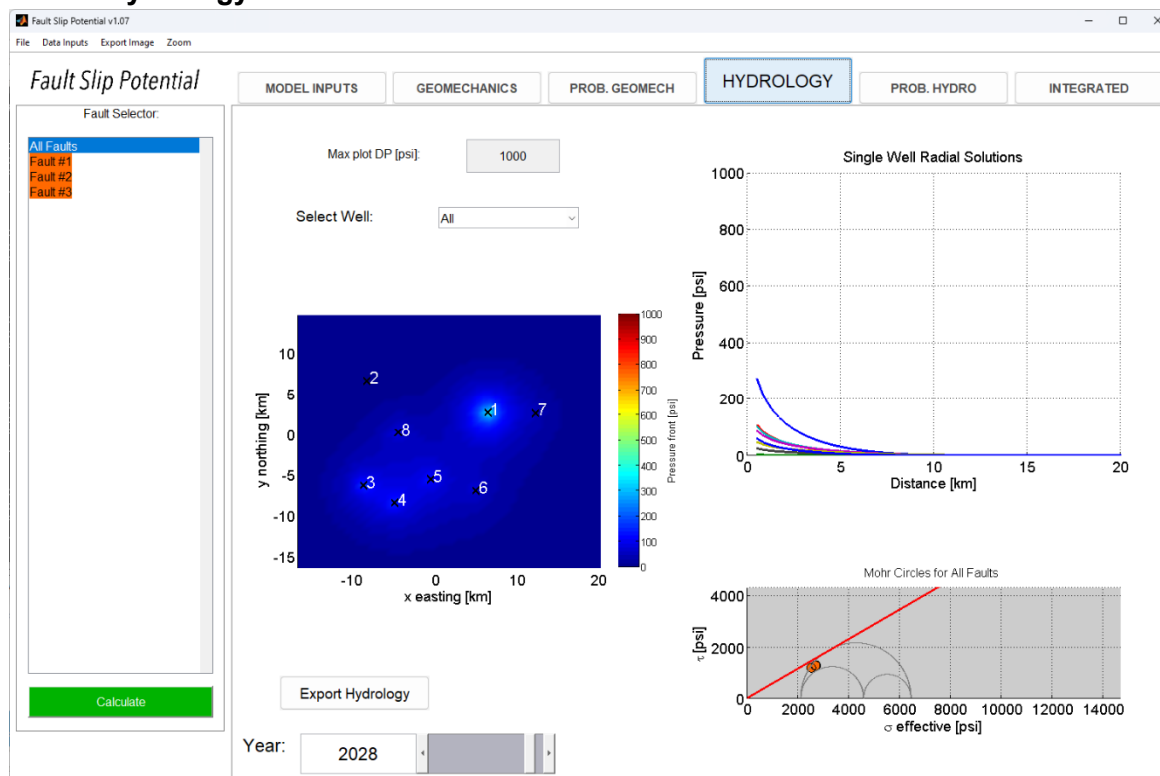 Fault Slip Potential v1.07
File Data Inputs Export Image Zoom
Fault Slip Potential
MODEL INPUTS GEOMECHANICS PROB. GEOMECH HYDROLOGY PROB. HYDRO INTEGRATED
Fault Selector:
All Faults
Fault #1
Fault #2
Fault #3
Calculate
Max plot DP [psi]: 1000
Select Well: All
10
5
0
-5
-10
-15
y northing [km]
2
1
7
8
3
5
4
6
-10 0 10 20
x easting [km]
1000
900
800
700
600
500
400
300
200
100
0
Pressure front [psi]
Export Hydrology
Year: 2028
Single Well Radial Solutions
1000
800
600
400
200
0
Pressure [psi]
0 5 10 15 20
Distance [km]
Mohr Circles for All Faults
4000
2000
0
τ [psi]
0 2000 4000 6000 8000 10000 12000 14000
σ effective [psi]